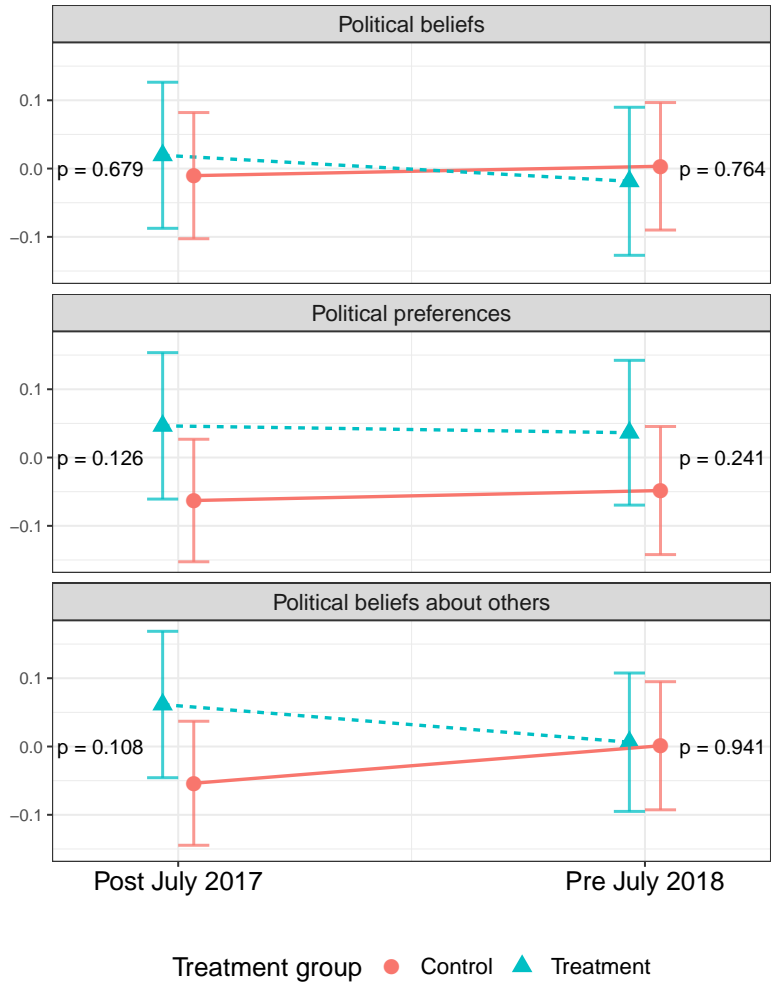 Political beliefs
0.1
0.0
−0.1
p = 0.679
p = 0.764
Political preferences
0.1
0.0
−0.1
p = 0.126
p = 0.241
Political beliefs about others
0.1
0.0
−0.1
p = 0.108
p = 0.941
Post July 2017
Pre July 2018
Treatment group
Control
Treatment